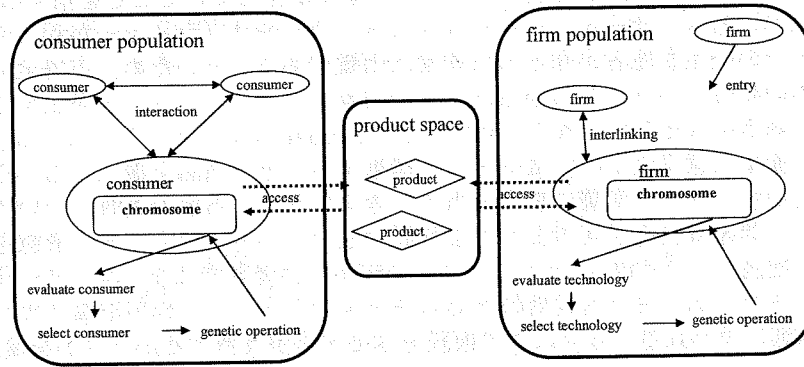 consumer population
consumer
consumer
interaction
consumer
chromosome
access
evaluate consumer
select consumer
genetic operation
product space
product
product
firm population
firm
entry
firm
interlinking
firm
chromosome
access
evaluate technology
select technology
genetic operation